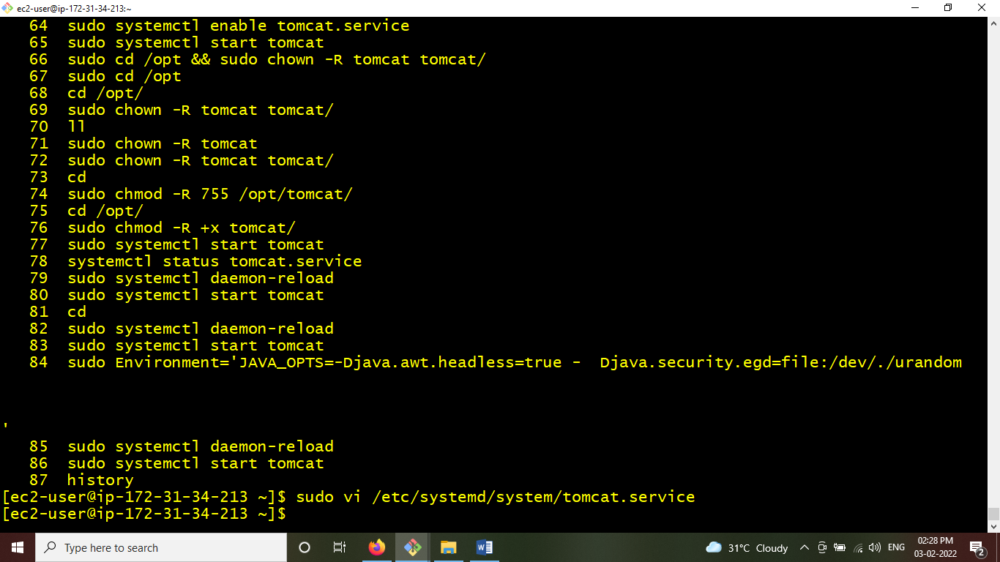 ec2-user@ip-172-31-34-213:~
64  sudo systemctl enable tomcat.service
65  sudo systemctl start tomcat
66  sudo cd /opt && sudo chown -R tomcat tomcat/
67  sudo cd /opt
68  cd /opt/
69  sudo chown -R tomcat tomcat/
70  ll
71  sudo chown -R tomcat
72  sudo chown -R tomcat tomcat/
73  cd
74  sudo chmod -R 755 /opt/tomcat/
75  cd /opt/
76  sudo chmod -R +x tomcat/
77  sudo systemctl start tomcat
78  systemctl status tomcat.service
79  sudo systemctl daemon-reload
80  sudo systemctl start tomcat
81  cd
82  sudo systemctl daemon-reload
83  sudo systemctl start tomcat
84  sudo Environment='JAVA_OPTS=-Djava.awt.headless=true -  Djava.security.egd=file:/dev/./urandom
'
85  sudo systemctl daemon-reload
86  sudo systemctl start tomcat
87  history
[ec2-user@ip-172-31-34-213 ~]$ sudo vi /etc/systemd/system/tomcat.service
[ec2-user@ip-172-31-34-213 ~]$
Type here to search
31°C Cloudy
ENG
02:28 PM
03-02-2022
2